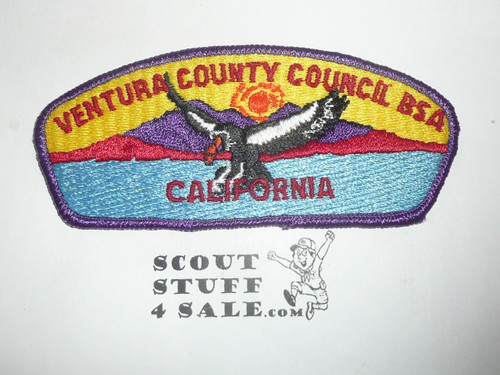 VENTURA COUNTY COUNCIL BSA
CALIFORNIA
SCOUT
STUFF
4 SALE.com